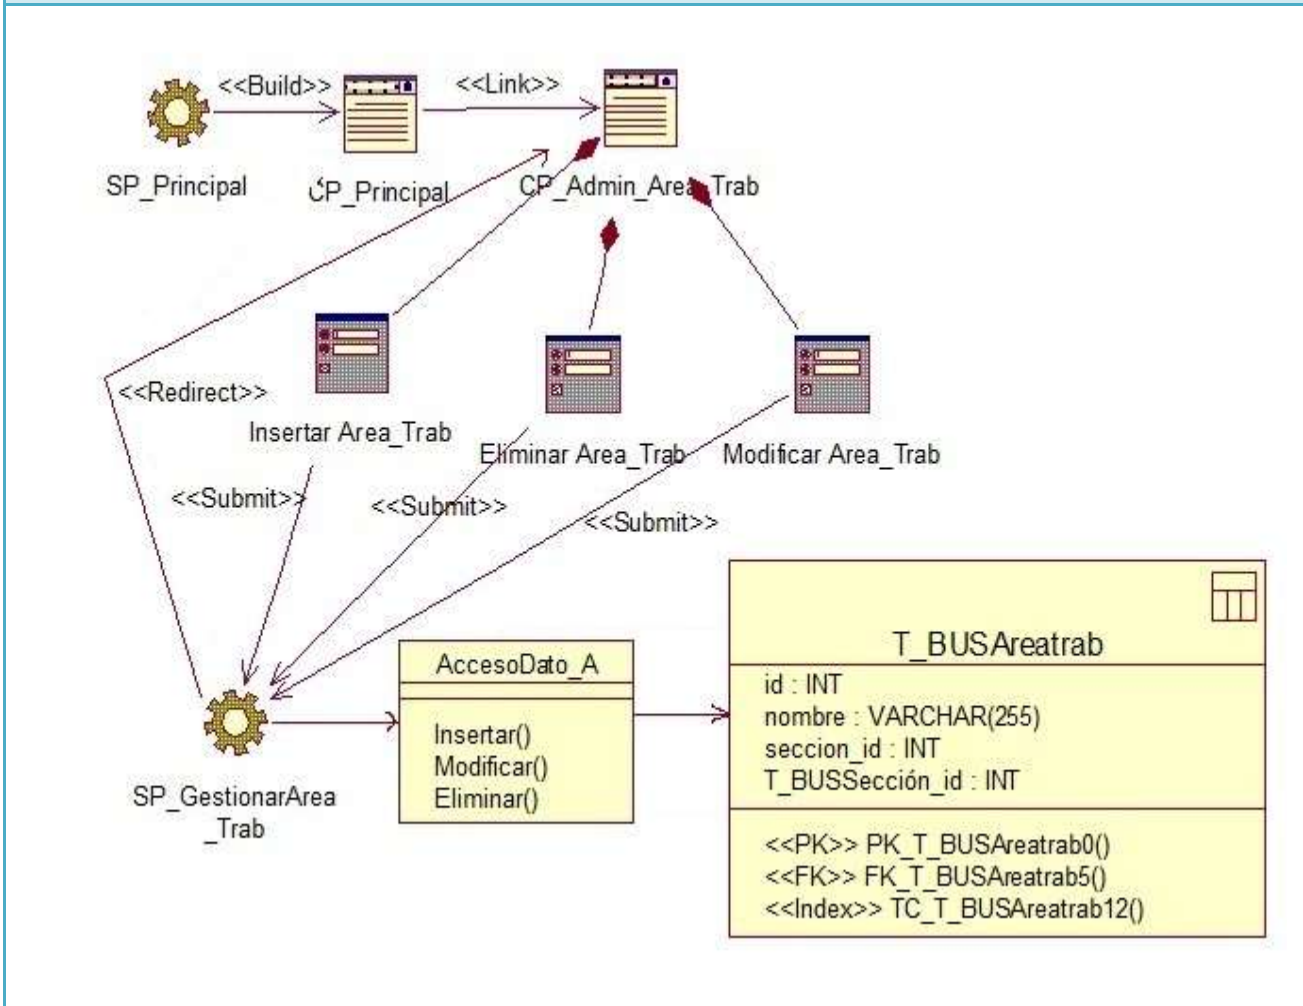 <<Build>>
<<Link>>
SP_Principal
CP_Principal
CP_Admin_Area_Trab
<<Redirect>>
Insertar Area_Trab
Eliminar Area_Trab
Modificar Area_Trab
<<Submit>>
<<Submit>>
<<Submit>>
SP_GestionarArea
_Trab
AccesoDato_A
Insertar()
Modificar()
Eliminar()
T_BUSAreatrab
id : INT
nombre : VARCHAR(255)
seccion_id : INT
T_BUSSección_id : INT
<<PK>> PK_T_BUSAreatrab0()
<<FK>> FK_T_BUSAreatrab5()
<<Index>> TC_T_BUSAreatrab12()